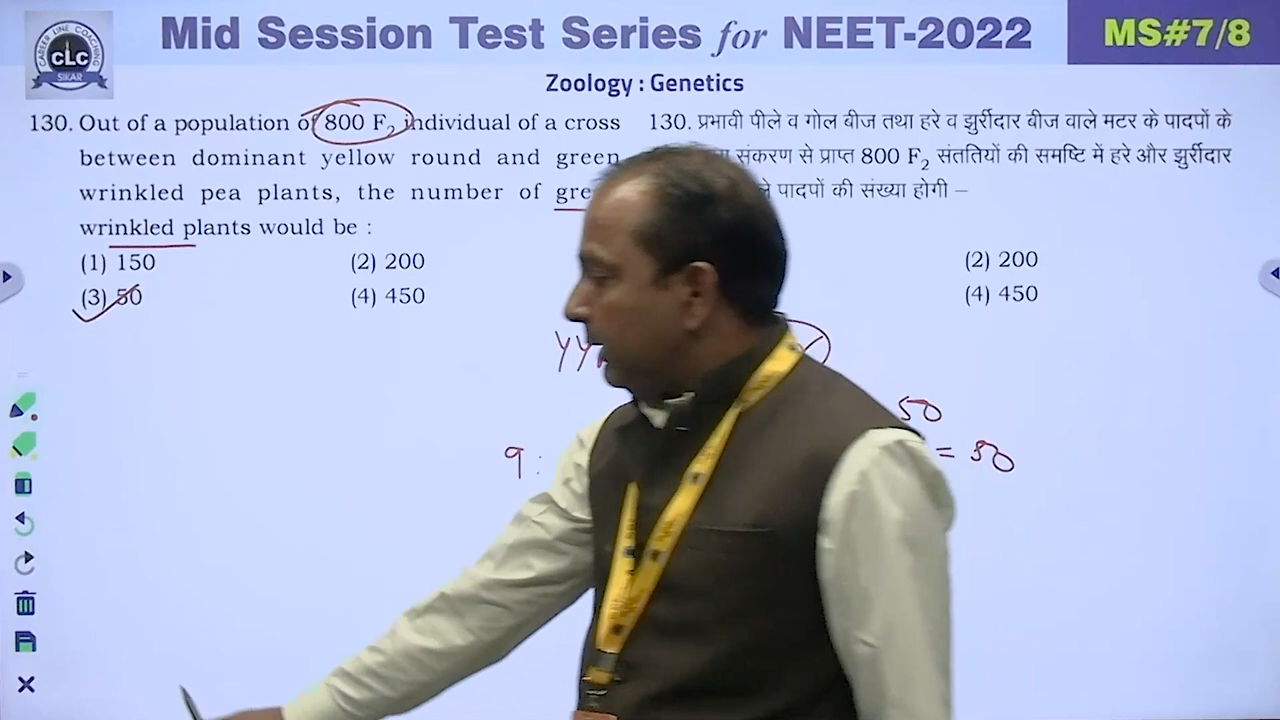 Mid Session Test Series for NEET-2022
MS#7/8
CAREER LINE COACHING
CLC
SIKAR
Zoology : Genetics
130. Out of a population of 800 F₂ individual of a cross
between dominant yellow round and green
wrinkled pea plants, the number of
wrinkled plants would be :
(1) 150 (2) 200
(3) 50 (4) 450
130. प्रभावी पीले व गोल बीज तथा हरे व झुर्रीदार बीज वाले मटर के पादपों के
संकरण से प्राप्त 800 F₂ संततियों की समष्टि में हरे और झुर्रीदार
पादपों की संख्या होगी –
(2) 200
(4) 450
YY
50
9 :
= 50